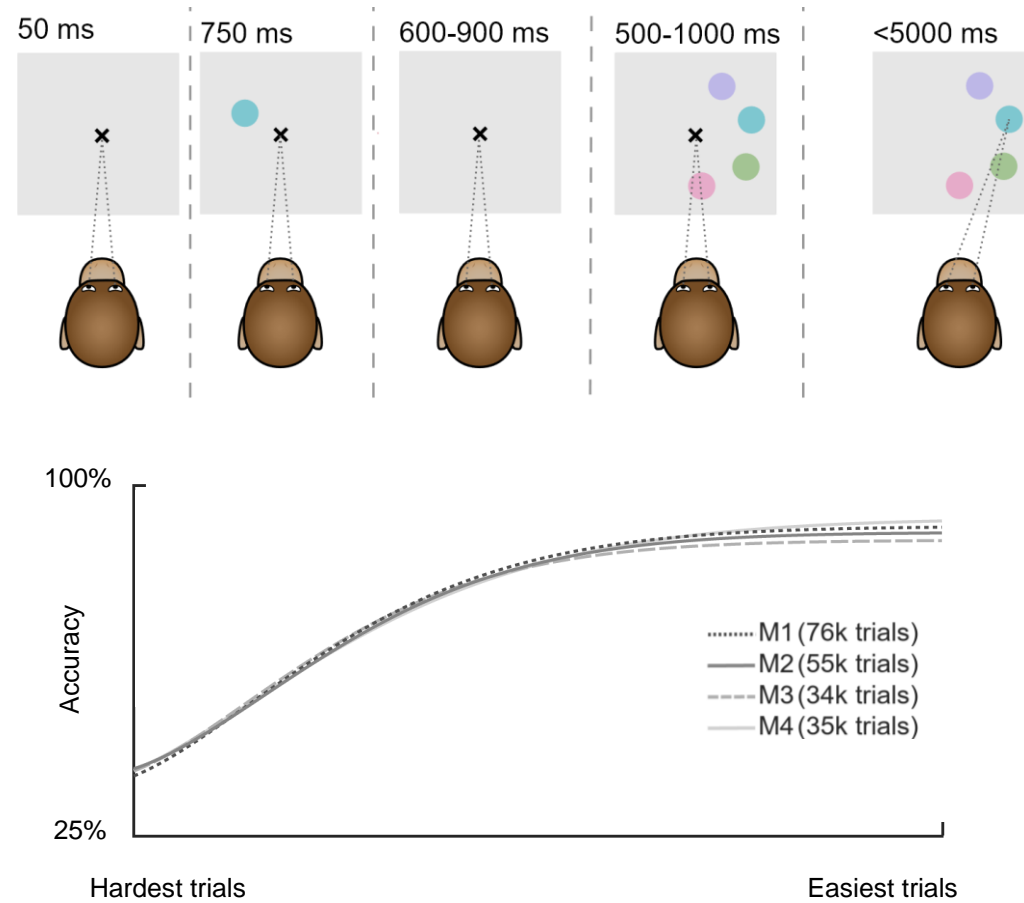 50 ms
750 ms
600-900 ms
500-1000 ms
<5000 ms
100%
Accuracy
M1 (76k trials)
M2 (55k trials)
M3 (34k trials)
M4 (35k trials)
25%
Hardest trials
Easiest trials